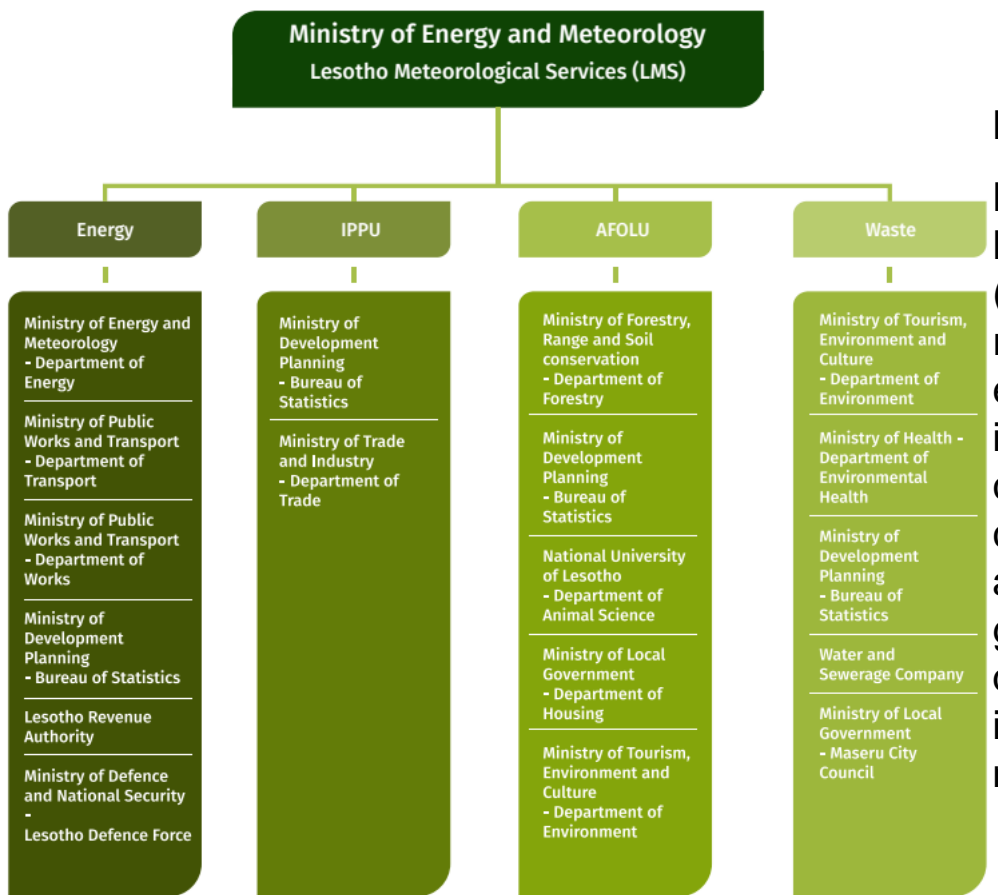 Ministry of Energy and Meteorology
Lesotho Meteorological Services (LMS)
Energy
Ministry of Energy and
Meteorology
- Department of
Energy
Ministry of Public
Works and Transport
- Department of
Transport
Ministry of Public
Works and Transport
- Department of
Works
Ministry of
Development
Planning
- Bureau of Statistics
Lesotho Revenue
Authority
Ministry of Defence
and National Security
-
Lesotho Defence Force
IPPU
Ministry of
Development
Planning
- Bureau of
Statistics
Ministry of Trade
and Industry
- Department of
Trade
AFOLU
Ministry of Forestry,
Range and Soil
conservation
- Department of
Forestry
Ministry of
Development
Planning
- Bureau of
Statistics
National University
of Lesotho
- Department of
Animal Science
Ministry of Local
Government
- Department of
Housing
Ministry of Tourism,
Environment and
Culture
- Department of
Environment
Waste
Ministry of Tourism,
Environment and
Culture
- Department of
Environment
Ministry of Health -
Department of
Environmental
Health
Ministry of
Development
Planning
- Bureau of
Statistics
Water and
Sewerage Company
Ministry of Local
Government
- Maseru City
Council